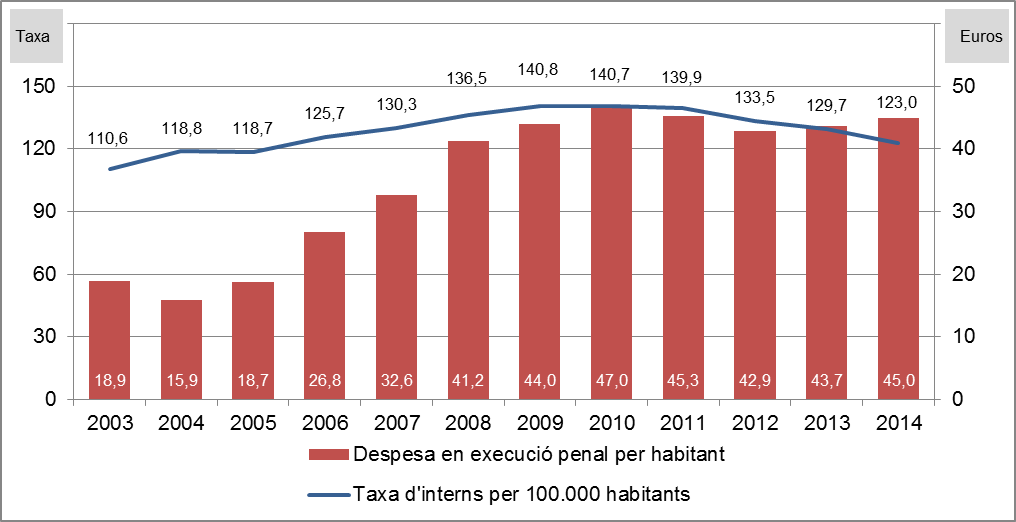 Taxa
Euros
110,6 118,8 118,7 125,7 130,3 136,5 140,8 140,7 139,9 133,5 129,7 123,0
150 50
120 40
90 30
60 20
30 10
0 0
18,9 15,9 18,7 26,8 32,6 41,2 44,0 47,0 45,3 42,9 43,7 45,0
2003 2004 2005 2006 2007 2008 2009 2010 2011 2012 2013 2014
Despesa en execució penal per habitant
Taxa d'interns per 100.000 habitants